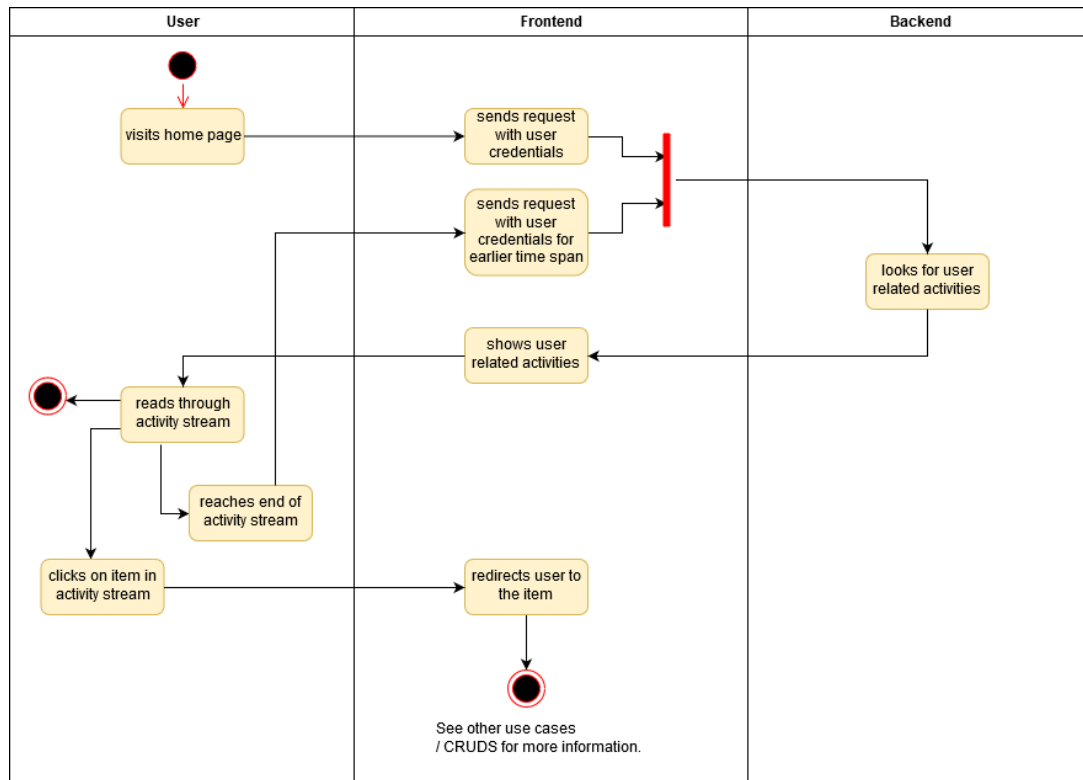 User
Frontend
Backend
visits home page
sends request
with user
credentials
sends request
with user
credentials for
earlier time span
looks for user
related activities
shows user
related activities
reads through
activity stream
reaches end of
activity stream
clicks on item in
activity stream
redirects user to
the item
See other use cases
/ CRUDS for more information.